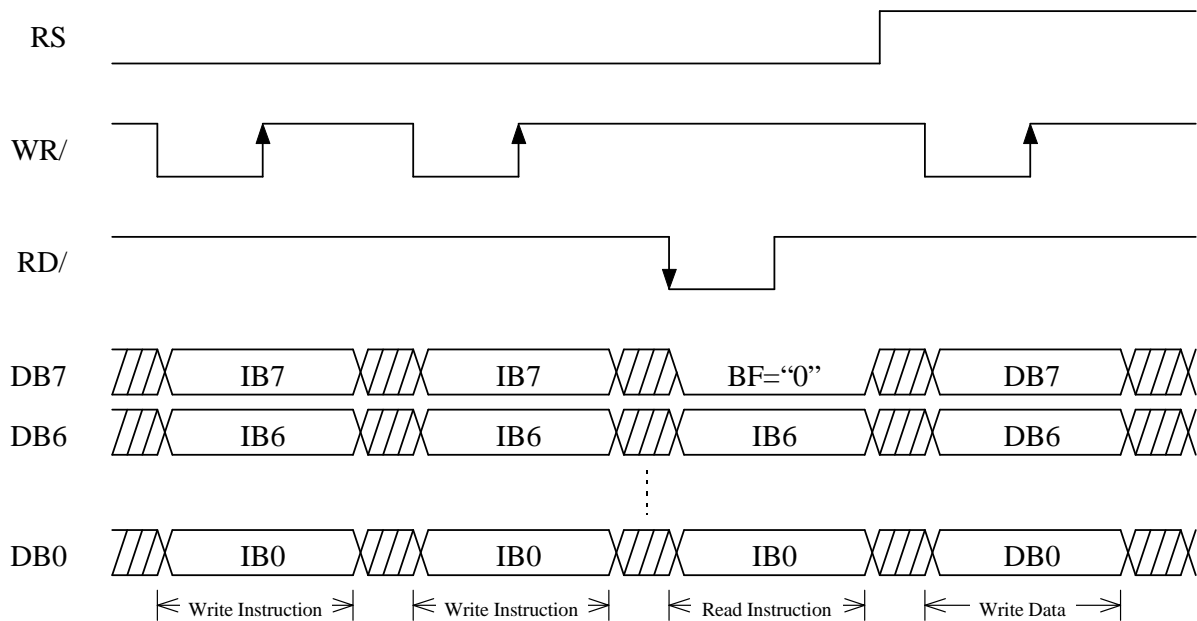 RS
WR/
RD/
DB7 IB7 IB7 BF=“0” DB7
DB6 IB6 IB6 IB6 DB6
DB0 IB0 IB0 IB0 DB0
Write Instruction Write Instruction Read Instruction Write Data